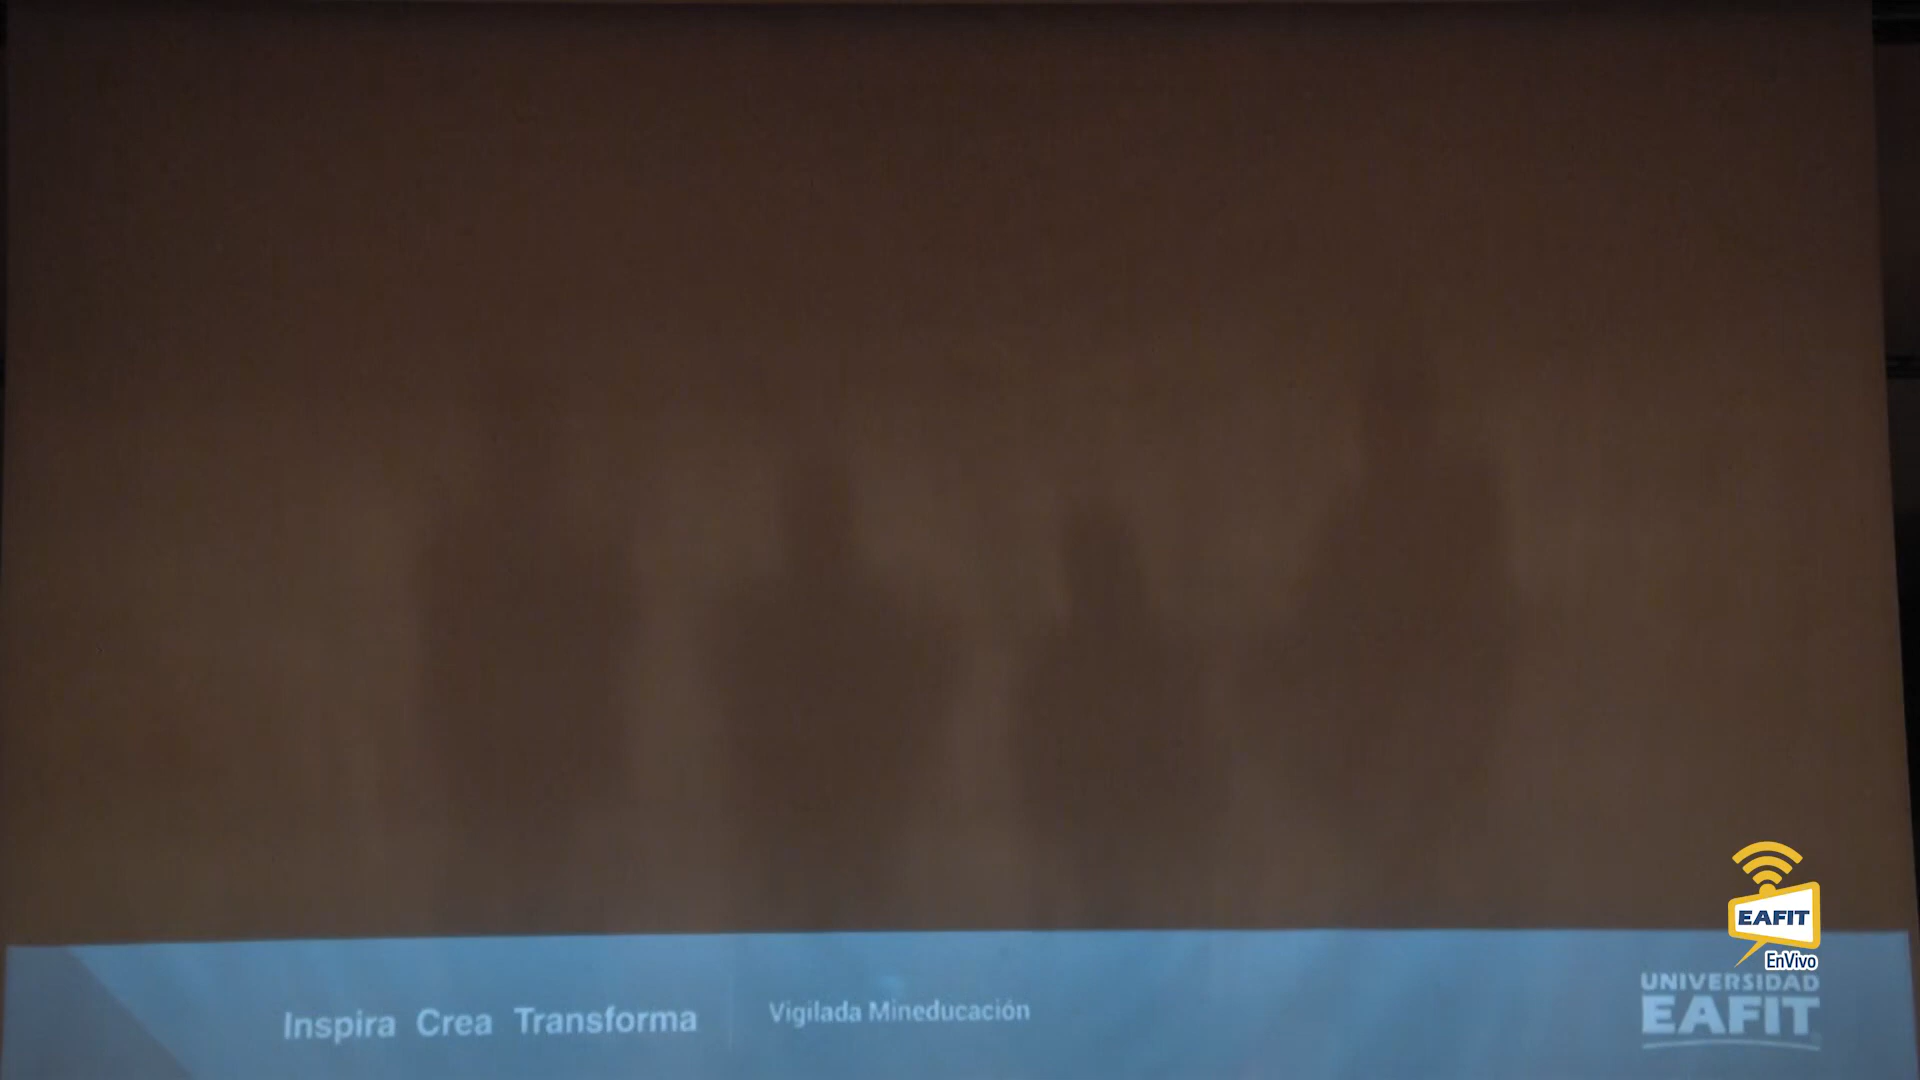 EAFIT
EnVivo
Inspira Crea Transforma
Vigilada Mineducación
UNIVERSIDAD
EAFIT